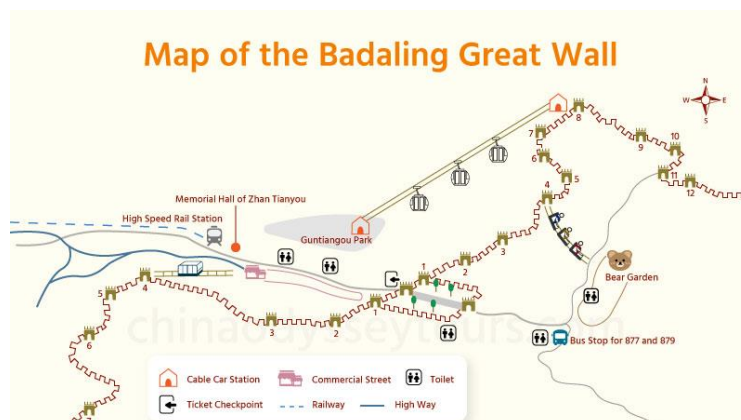 Map of the Badaling Great Wall
N
W E
S
8
7
9
10
6
5
11
12
4
Memorial Hall of Zhan Tianyou
High Speed Rail Station
Guntiangou Park
3
2
1
Bear Garden
4
5
1
3
2
6
chinaodysseytours.com
Bus Stop for 877 and 879
Cable Car Station
Commercial Street
Toilet
Ticket Checkpoint
Railway
High Way
7